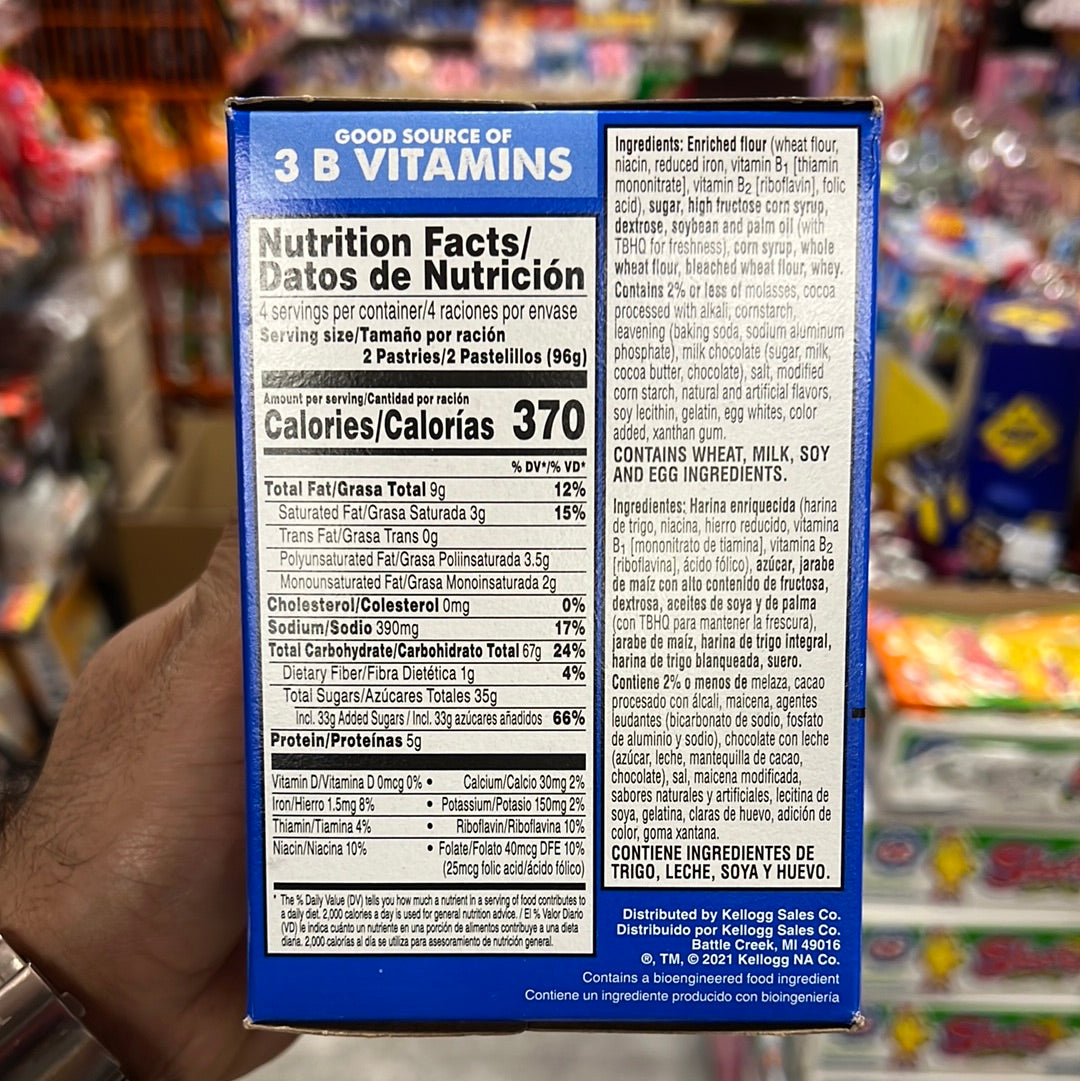 GOOD SOURCE OF
3 B VITAMINS
Nutrition Facts/
Datos de Nutrición
4 servings per container/4 raciones por envase
Serving size/Tamaño por ración
2 Pastries/2 Pastelillos (96g)
Amount per serving/Cantidad por ración
Calories/Calorías 370
% DV*/% VD*
Total Fat/Grasa Total 9g 12%
Saturated Fat/Grasa Saturada 3g 15%
Trans Fat/Grasa Trans 0g
Polyunsaturated Fat/Grasa Poliinsaturada 3.5g
Monounsaturated Fat/Grasa Monoinsaturada 2g
Cholesterol/Colesterol 0mg 0%
Sodium/Sodio 390mg 17%
Total Carbohydrate/Carbohidrato Total 67g 24%
Dietary Fiber/Fibra Dietética 1g 4%
Total Sugars/Azúcares Totales 35g
Incl. 33g Added Sugars / Incl. 33g azúcares añadidos 66%
Protein/Proteínas 5g
Vitamin D/Vitamina D 0mcg 0% • Calcium/Calcio 30mg 2%
Iron/Hierro 1.5mg 8% • Potassium/Potasio 150mg 2%
Thiamin/Tiamina 4% • Riboflavin/Riboflavina 10%
Niacin/Niacina 10% • Folate/Folato 40mcg DFE 10%
(25mcg folic acid/ácido fólico)
* The % Daily Value (DV) tells you how much a nutrient in a serving of food contributes to
a daily diet. 2,000 calories a day is used for general nutrition advice. / El % Valor Diario
(VD) le indica cuánto un nutriente en una porción de alimentos contribuye a una dieta
diaria. 2,000 calorías al día se utiliza para asesoramiento de nutrición general.
Ingredients: Enriched flour (wheat flour,
niacin, reduced iron, vitamin B1 [thiamin
mononitrate], vitamin B2 [riboflavin], folic
acid), sugar, high fructose corn syrup,
dextrose, soybean and palm oil (with
TBHQ for freshness), corn syrup, whole
wheat flour, bleached wheat flour, whey.
Contains 2% or less of molasses, cocoa
processed with alkali, cornstarch,
leavening (baking soda, sodium aluminum
phosphate), milk chocolate (sugar, milk,
cocoa butter, chocolate), salt, modified
corn starch, natural and artificial flavors,
soy lecithin, gelatin, egg whites, color
added, xanthan gum.
CONTAINS WHEAT, MILK, SOY
AND EGG INGREDIENTS.
Ingredientes: Harina enriquecida (harina
de trigo, niacina, hierro reducido, vitamina
B1 [mononitrato de tiamina], vitamina B2
[riboflavina], ácido fólico), azúcar, jarabe
de maíz con alto contenido de fructosa,
dextrosa, aceites de soya y de palma
(con TBHQ para mantener la frescura),
jarabe de maíz, harina de trigo integral,
harina de trigo blanqueada, suero.
Contiene 2% o menos de melaza, cacao
procesado con álcali, maicena, agentes
leudantes (bicarbonato de sodio, fosfato
de aluminio y sodio), chocolate con leche
(azúcar, leche, mantequilla de cacao,
chocolate), sal, maicena modificada,
sabores naturales y artificiales, lecitina de
soya, gelatina, claras de huevo, adición de
color, goma xantana.
CONTIENE INGREDIENTES DE
TRIGO, LECHE, SOYA Y HUEVO.
Distributed by Kellogg Sales Co.
Distribuido por Kellogg Sales Co.
Battle Creek, MI 49016
®, TM, © 2021 Kellogg NA Co.
Contains a bioengineered food ingredient
Contiene un ingrediente producido con bioingeniería